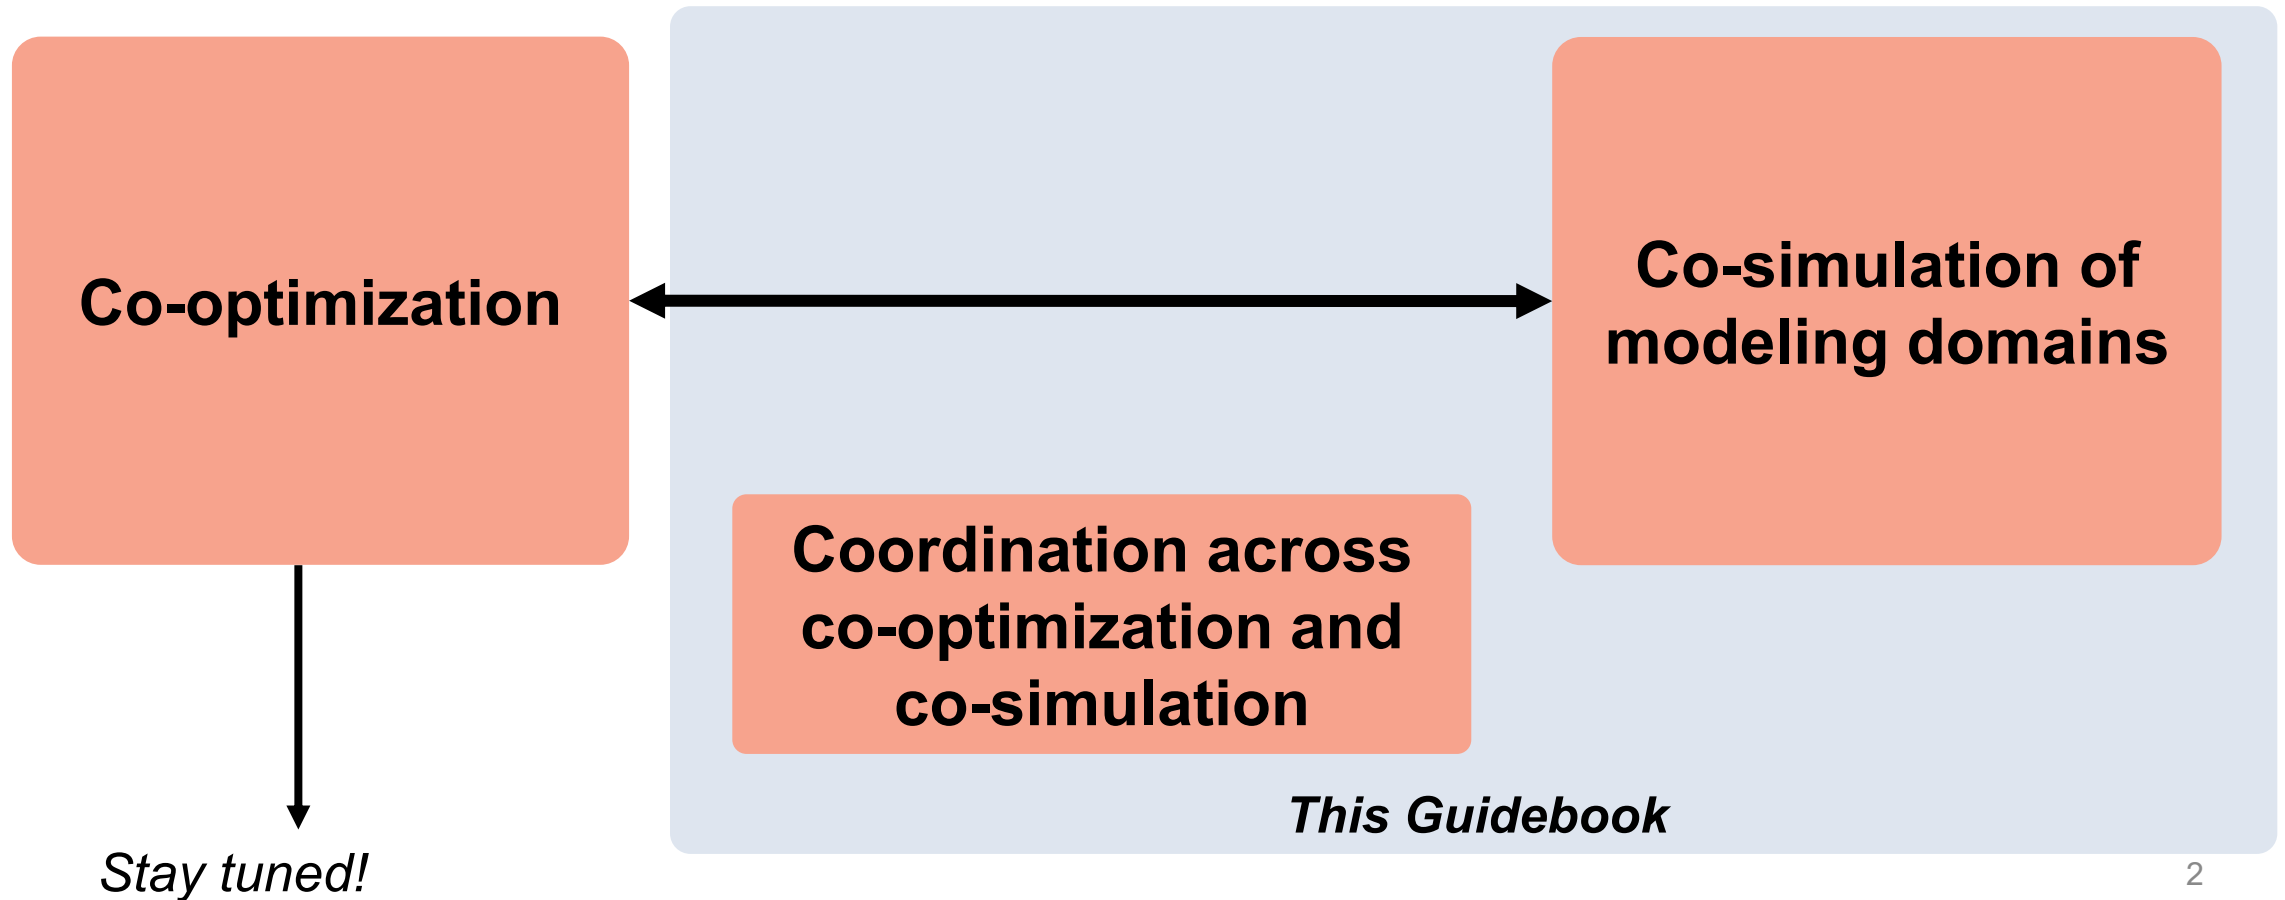 Co-optimization
Co-simulation of
modeling domains
Coordination across
co-optimization and
co-simulation
This Guidebook
Stay tuned!
2